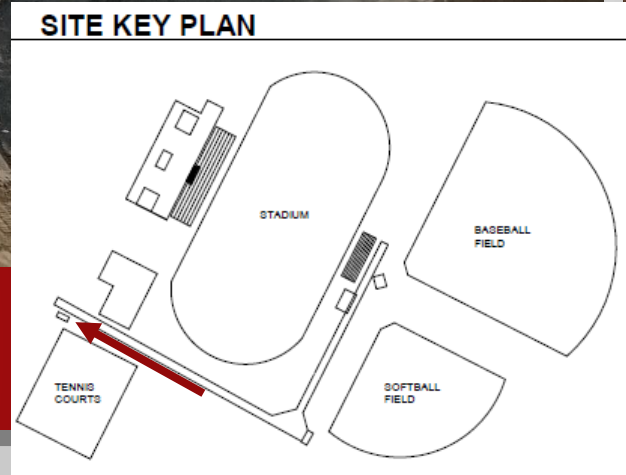 SITE KEY PLAN
STADIUM
BASEBALL
FIELD
TENNIS
COURTS
SOFTBALL
FIELD